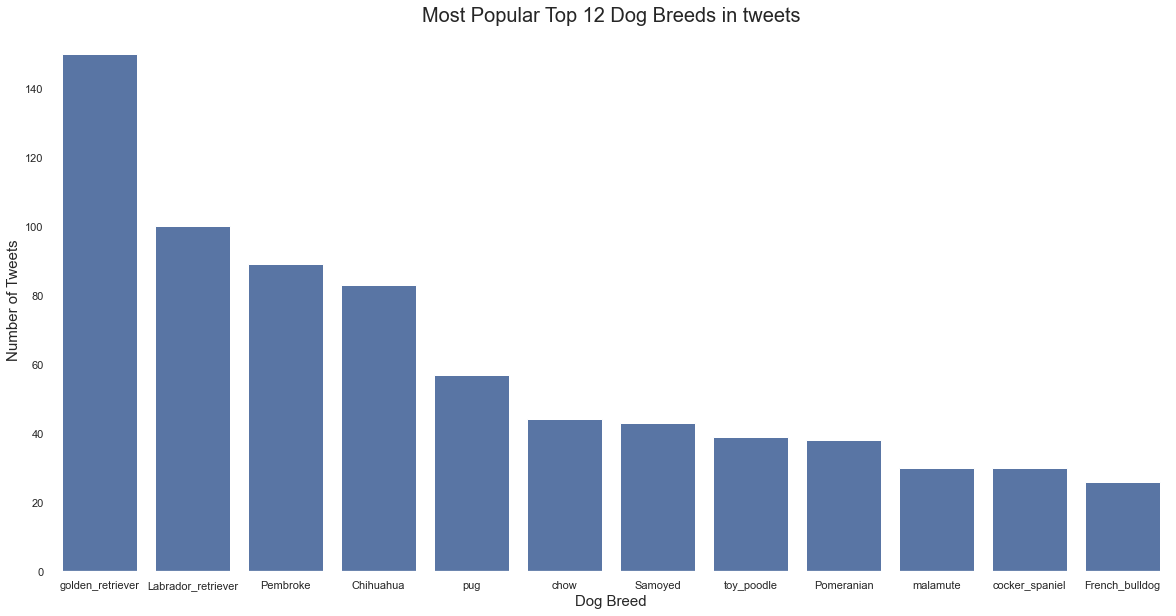 Most Popular Top 12 Dog Breeds in tweets
Number of Tweets
140
120
100
80
60
40
20
0
golden_retriever Labrador_retriever Pembroke Chihuahua pug chow Samoyed toy_poodle Pomeranian malamute cocker_spaniel French_bulldog
Dog Breed